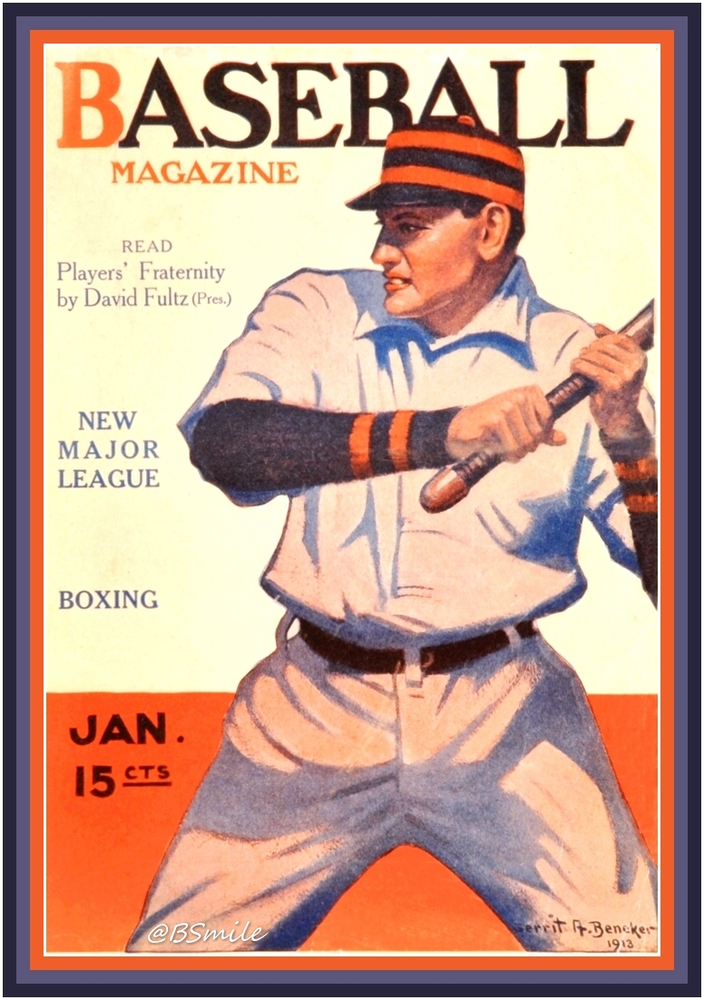 BASEBALL
MAGAZINE
READ
Players' Fraternity
by David Fultz (Pres.)
NEW
MAJOR
LEAGUE
BOXING
JAN.
15 CTS
@BSmile
Gerrit A. Beneker
1913